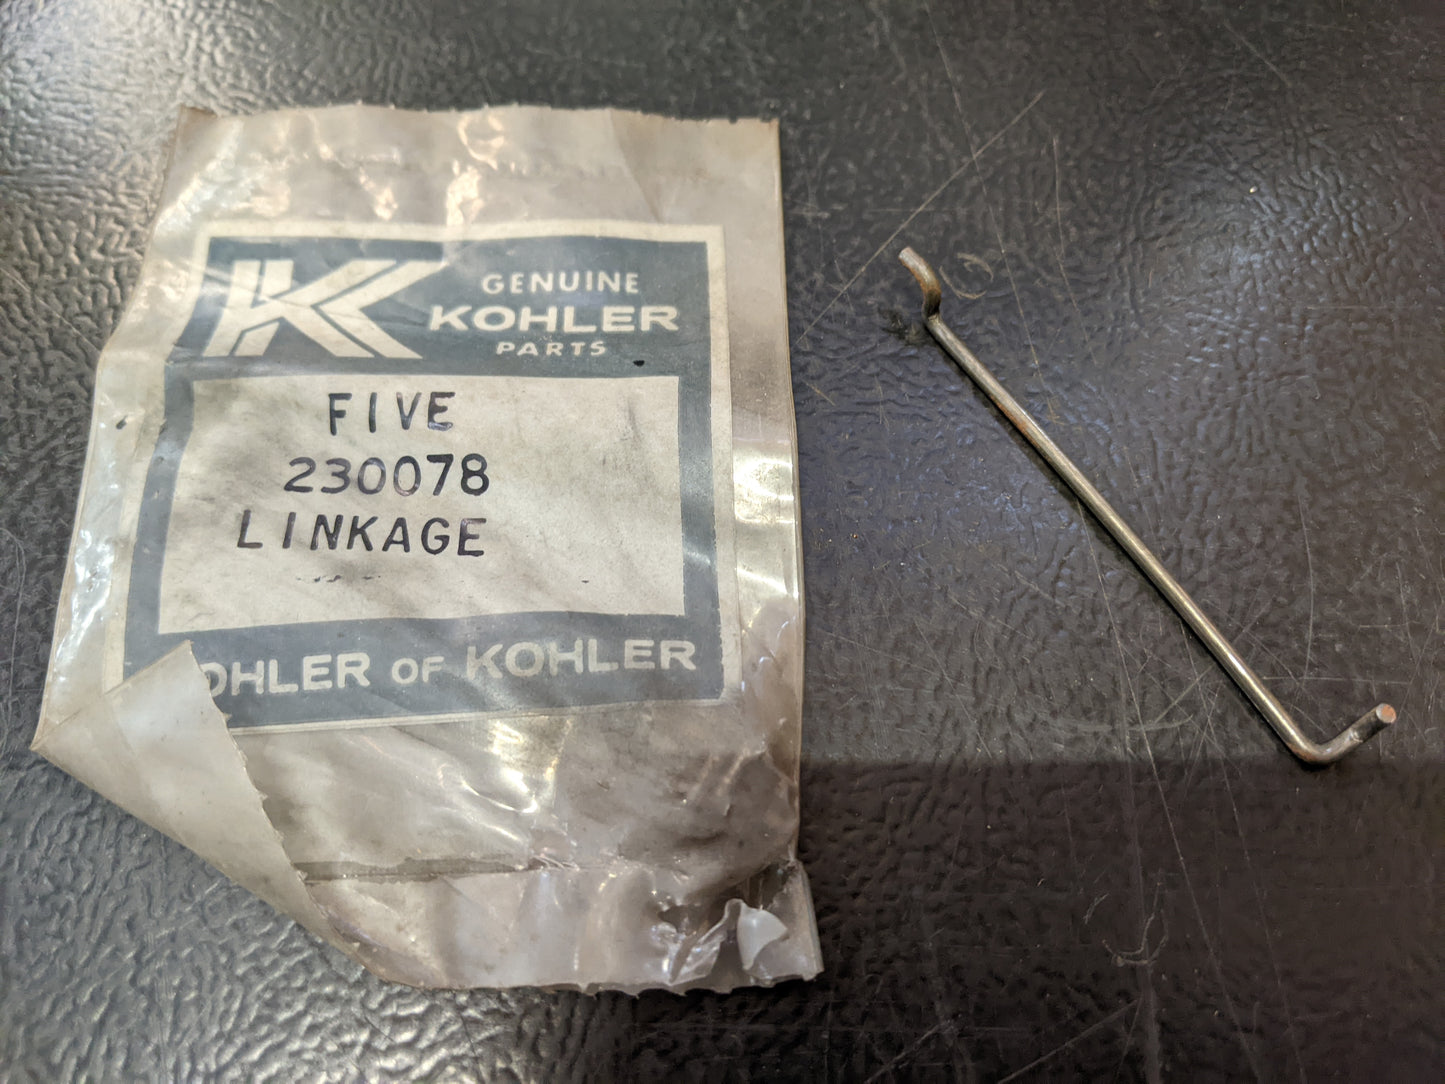 K
GENUINE
KOHLER
PARTS
FIVE
230078
LINKAGE
OHLER OF KOHLER